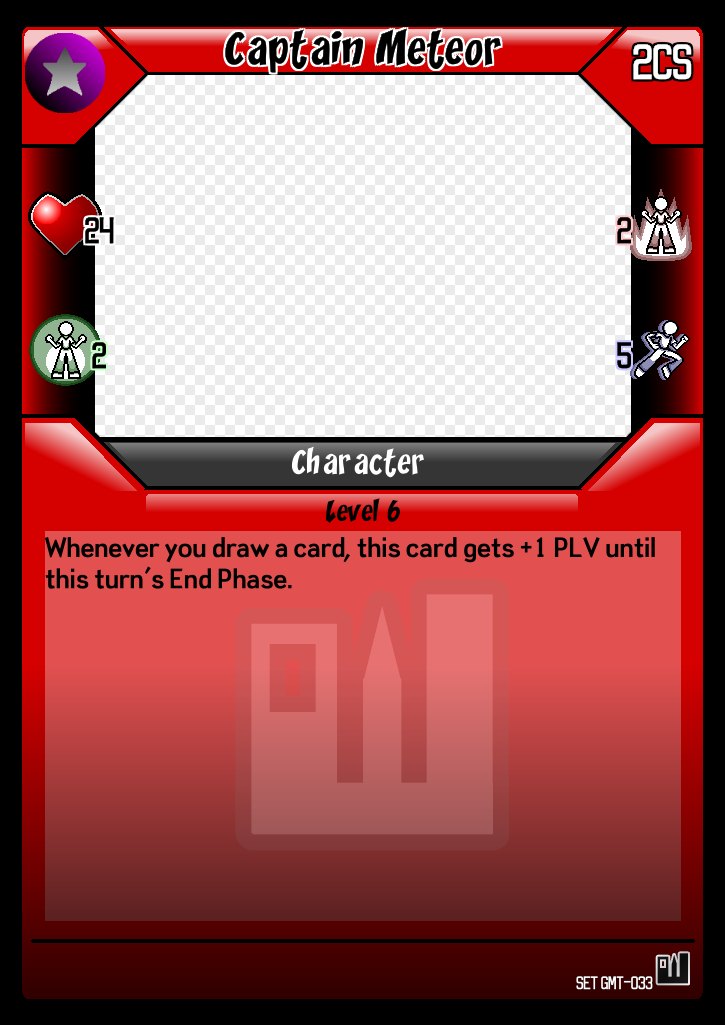 Captain Meteor
2CS
24
2
2
5
Character
Level 6
Whenever you draw a card, this card gets +1 PLV until
this turn's End Phase.
SET GMT-033